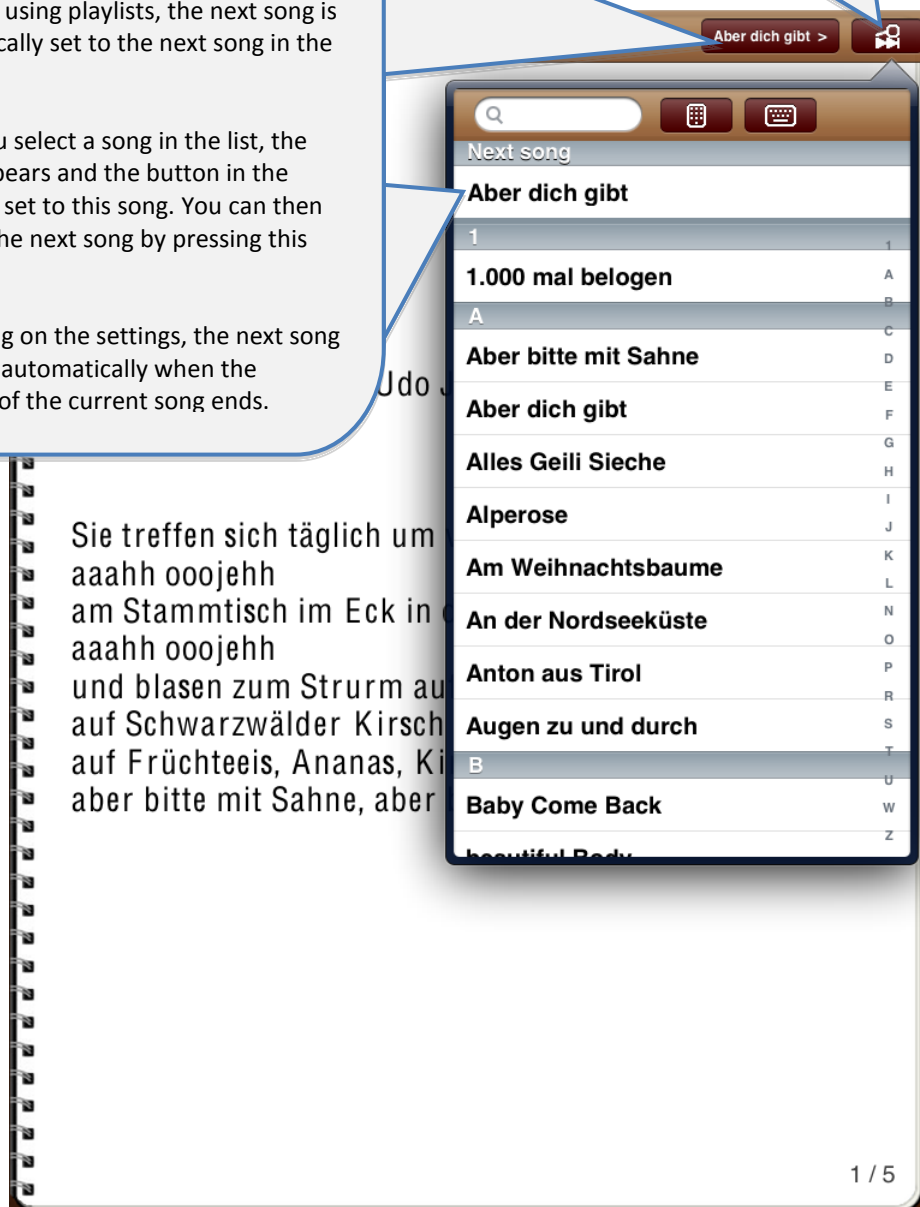 using playlists, the next song is
cally set to the next song in the
u select a song in the list, the
pears and the button in the
set to this song. You can then
he next song by pressing this
g on the settings, the next song
automatically when the
of the current song ends.
Aber dich gibt >
Next song
Aber dich gibt
1
1.000 mal belogen
A
Aber bitte mit Sahne
Aber dich gibt
Alles Geili Sieche
Alperose
Am Weihnachtsbaume
An der Nordseeküste
Anton aus Tirol
Augen zu und durch
B
Baby Come Back
beautiful Body
1
A
B
C
D
E
F
G
H
I
J
K
L
N
O
P
R
S
T
U
W
Z
Udo J
Sie treffen sich täglich um
aaahh ooojehh
am Stammtisch im Eck in
aaahh ooojehh
und blasen zum Strurm au
auf Schwarzwälder Kirsch
auf Früchteeis, Ananas, Ki
aber bitte mit Sahne, aber
1 / 5